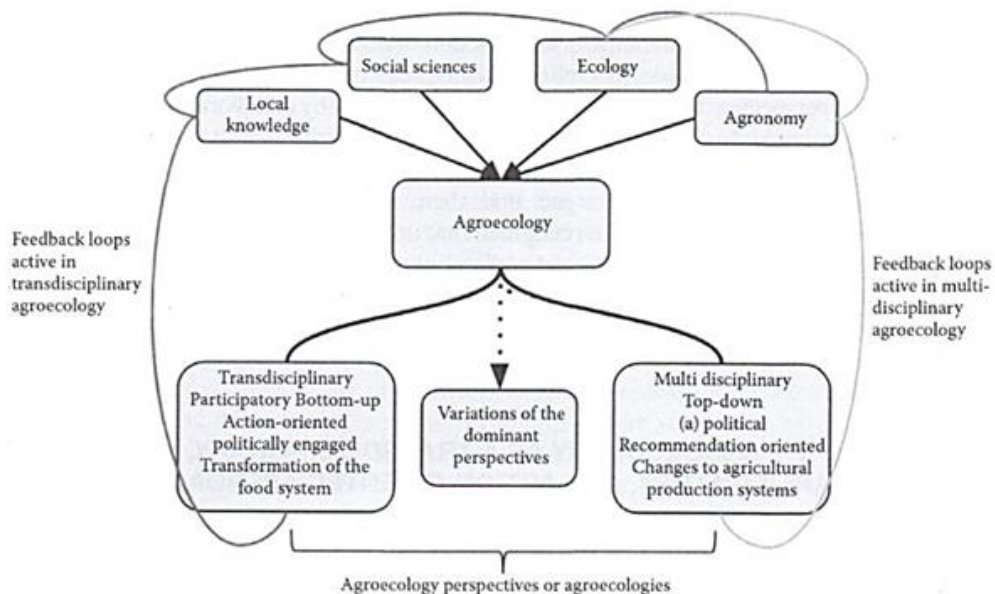 Social sciences
Ecology
Local
knowledge
Agronomy
Agroecology
Feedback loops
active in
transdisciplinary
agroecology
Feedback loops
active in multi-
disciplinary
agroecology
Transdisciplinary
Participatory Bottom-up
Action-oriented
politically engaged
Transformation of the
food system
Variations of the
dominant
perspectives
Multi disciplinary
Top-down
(a) political
Recommendation oriented
Changes to agricultural
production systems
Agroecology perspectives or agroecologies